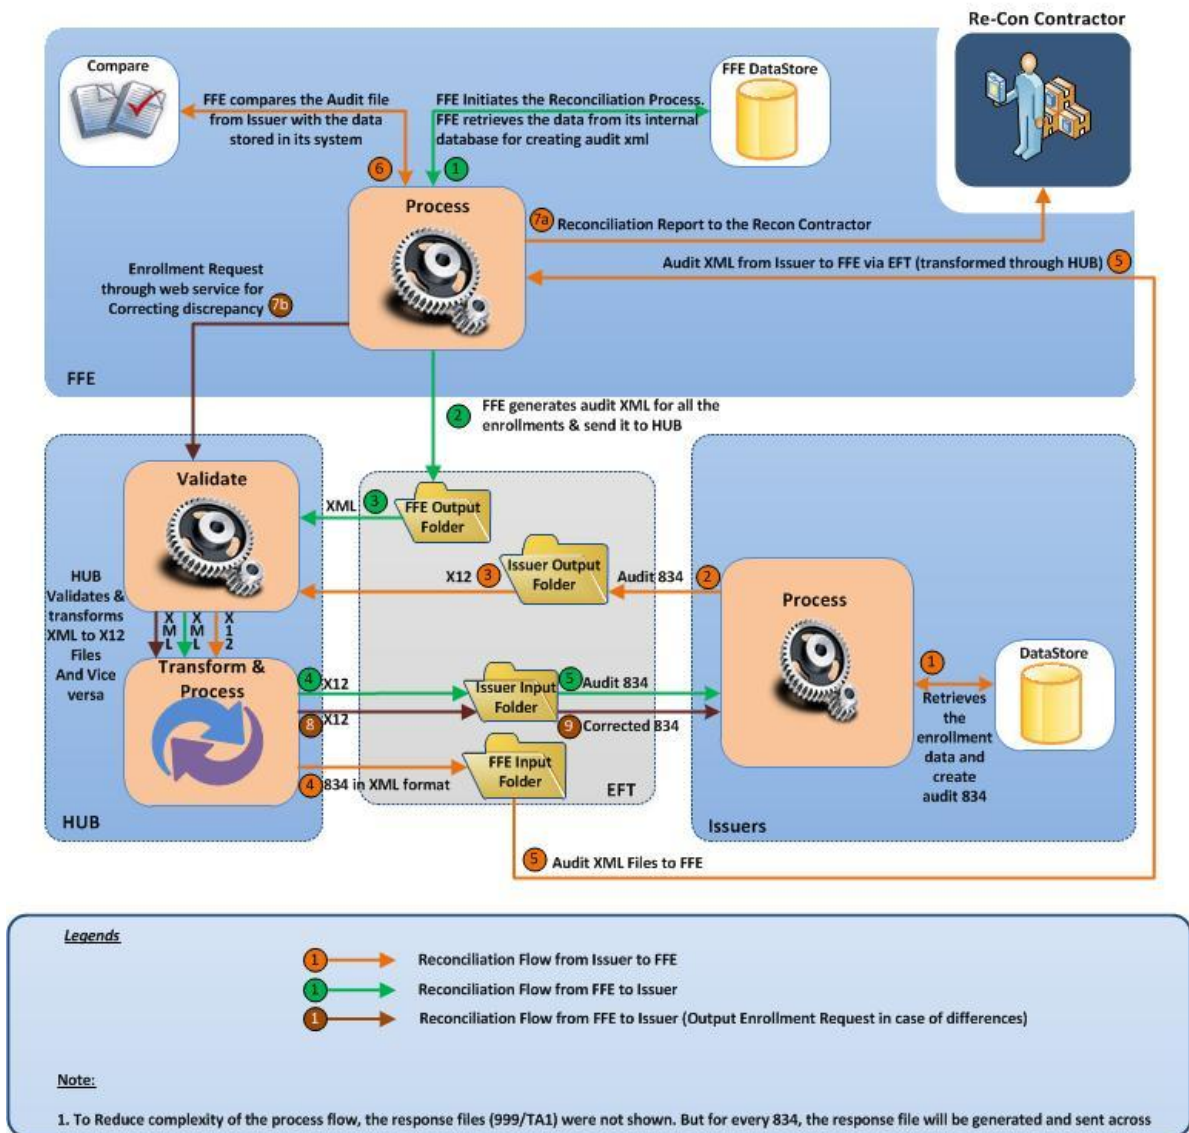 Re-Con Contractor
Compare
FFE compares the Audit file
from Issuer with the data
stored in its system
6
FFE Initiates the Reconciliation Process.
FFE retrieves the data from its internal
database for creating audit xml
1
FFE DataStore
Process
7a Reconciliation Report to the Recon Contractor
Audit XML from Issuer to FFE via EFT (transformed through HUB) 5
Enrollment Request
through web service for
Correcting discrepancy 7b
FFE
2 FFE generates audit XML for all the
enrollments & send it to HUB
Validate
XML 3
FFE Output
Folder
X12 3
Issuer Output
Folder
Audit 834 2
HUB
Validates &
transforms
XML to X12
Files
And Vice
versa
XML
XML
X12
Transform &
Process
4 X12
Issuer Input
Folder
5 Audit 834
8 X12
9 Corrected 834
4 834 in XML format
FFE Input
Folder
EFT
HUB
Process
1
Retrieves
the
enrollment
data and
create
audit 834
DataStore
Issuers
5 Audit XML Files to FFE
Legends
1 Reconciliation Flow from Issuer to FFE
1 Reconciliation Flow from FFE to Issuer
1 Reconciliation Flow from FFE to Issuer (Output Enrollment Request in case of differences)
Note:
1. To Reduce complexity of the process flow, the response files (999/TA1) were not shown. But for every 834, the response file will be generated and sent across